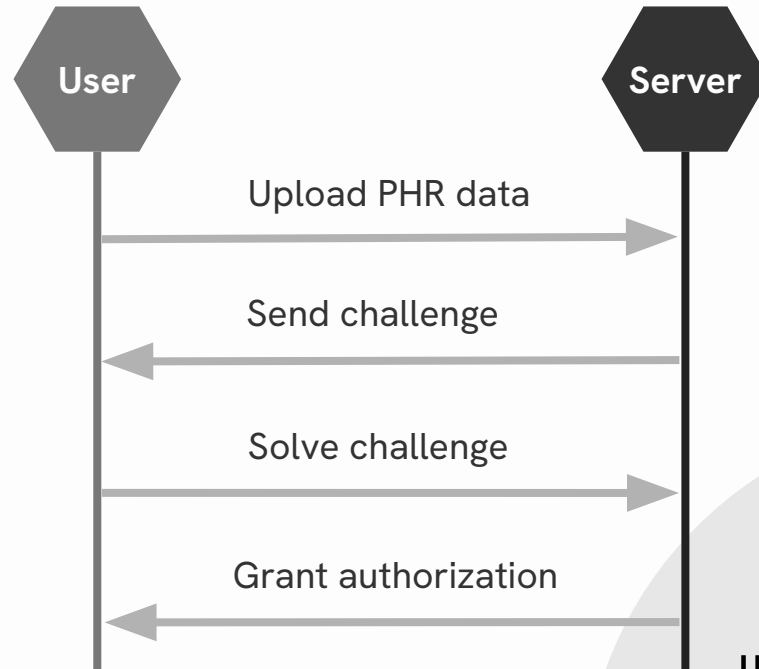 User
Server
Upload PHR data
Send challenge
Solve challenge
Grant authorization